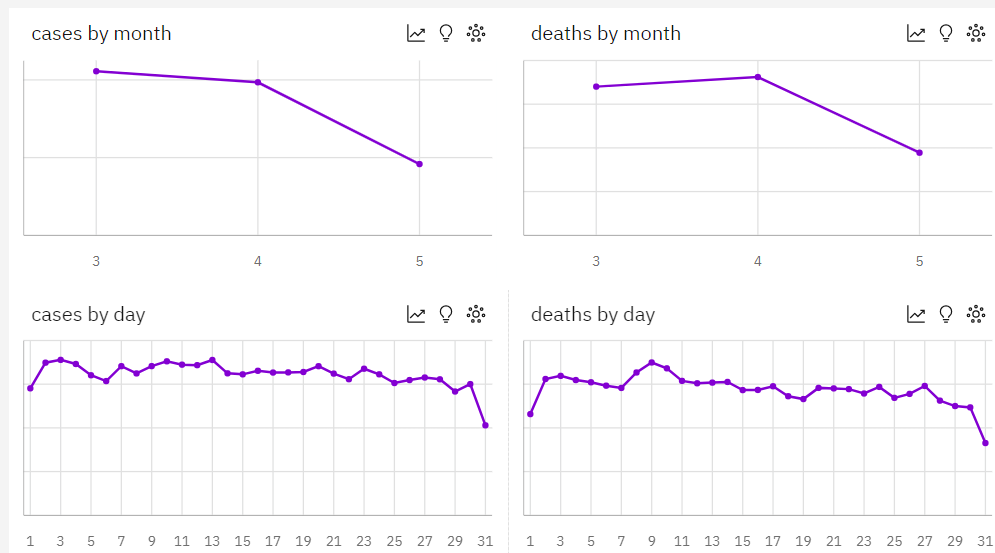 cases by month
deaths by month
3 4 5
3 4 5
cases by day
deaths by day
1 3 5 7 9 11 13 15 17 19 21 23 25 27 29 31
1 3 5 7 9 11 13 15 17 19 21 23 25 27 29 31